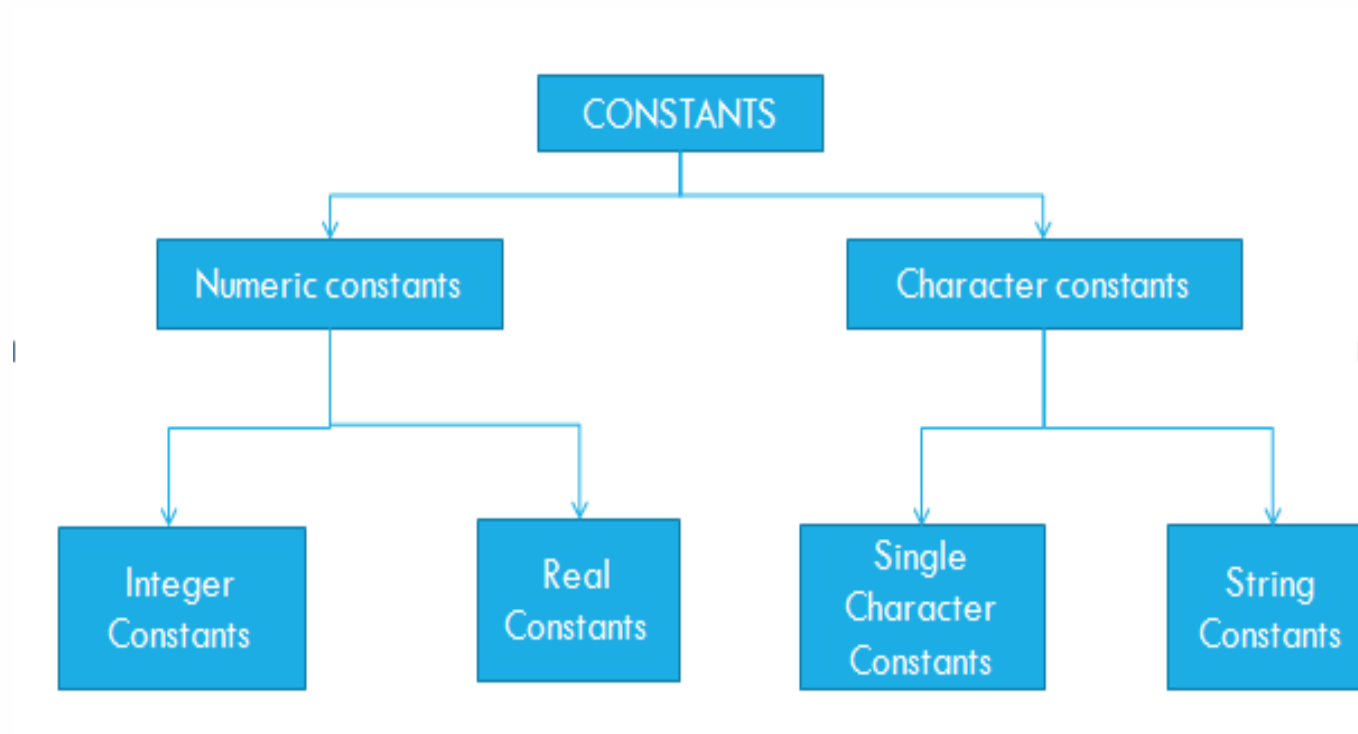 CONSTANTS
Numeric constants
Character constants
Integer
Constants
Real
Constants
Single
Character
Constants
String
Constants